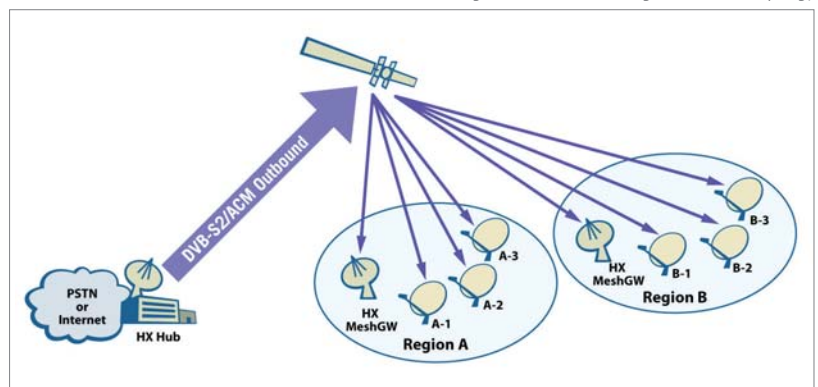 DVB-S2/ACM Outbound
PSTN
or
Internet
HX Hub
HX
MeshGW
A-1
A-2
A-3
Region A
HX
MeshGW
B-1
B-2
B-3
Region B